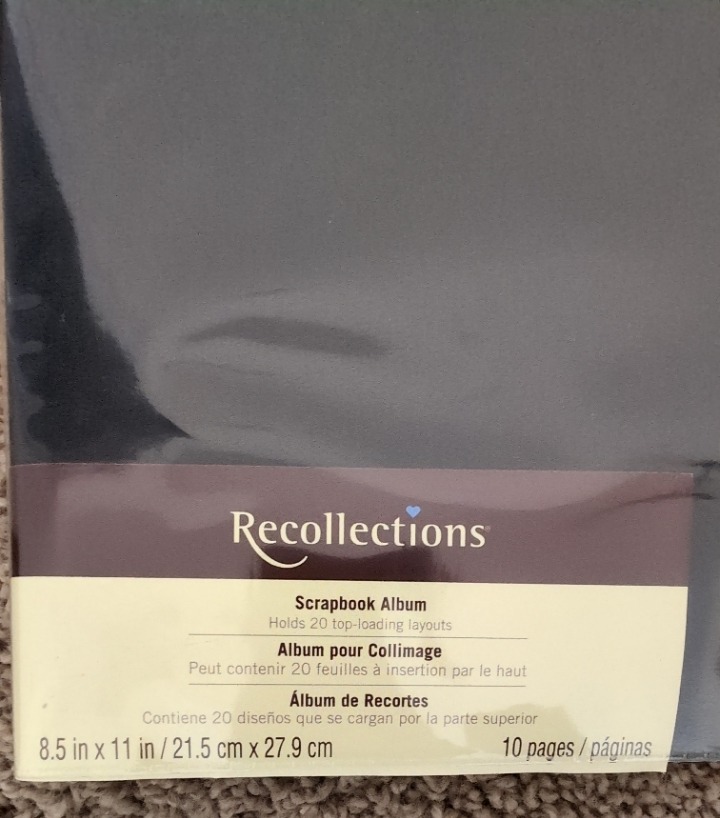 Recollections
Scrapbook Album
Holds 20 top-loading layouts
Album pour Collimage
Peut contenir 20 feuilles à insertion par le haut
Álbum de Recortes
Contiene 20 diseños que se cargan por la parte superior
8.5 in x 11 in / 21.5 cm x 27.9 cm
10 pages / páginas